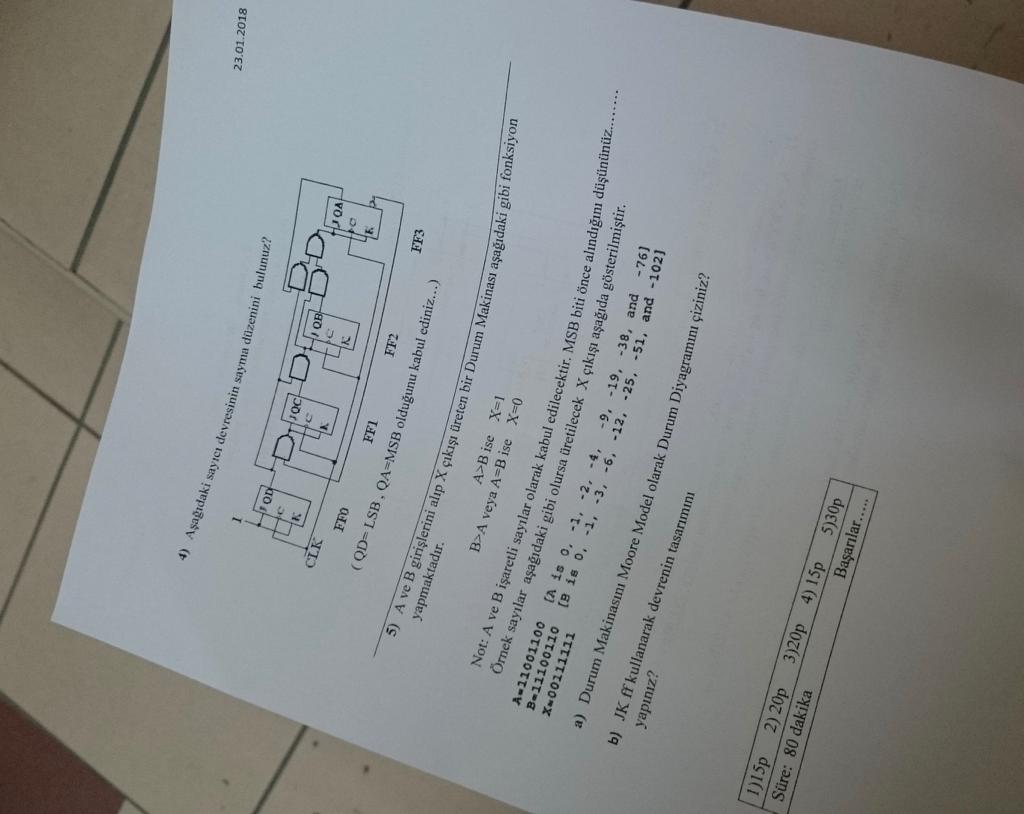 23.01.2018
4) Aşağıdaki sayıcı devresinin sayma düzenini bulunuz?
1
J QD
C
K
J QC
C
K
J QB
C
K
J QA
C
K
CLK
FF0 FF1 FF2 FF3
( QD= LSB , QA=MSB olduğunu kabul ediniz...)
5) A ve B girişlerini alıp X çıkışı üreten bir Durum Makinası aşağıdaki gibi fonksiyon
yapmaktadır.
A>B ise X=1
B>A veya A=B ise X=0
Not: A ve B işaretli sayılar olarak kabul edilecektir. MSB biti önce alındığını düşününüz........
Örnek sayılar aşağıdaki gibi olursa üretilecek X çıkışı aşağıda gösterilmiştir.
A=11001100 [A is 0, -1, -2, -4, -9, -19, -38, and -76]
B=11100110 [B is 0, -1, -3, -6, -12, -25, -51, and -102]
X=00111111
a) Durum Makinasını Moore Model olarak Durum Diyagramını çiziniz?
b) JK ff kullanarak devrenin tasarımını
yapınız?
1)15p 2) 20p 3)20p 4) 15p 5)30p
Süre: 80 dakika Başarılar.....